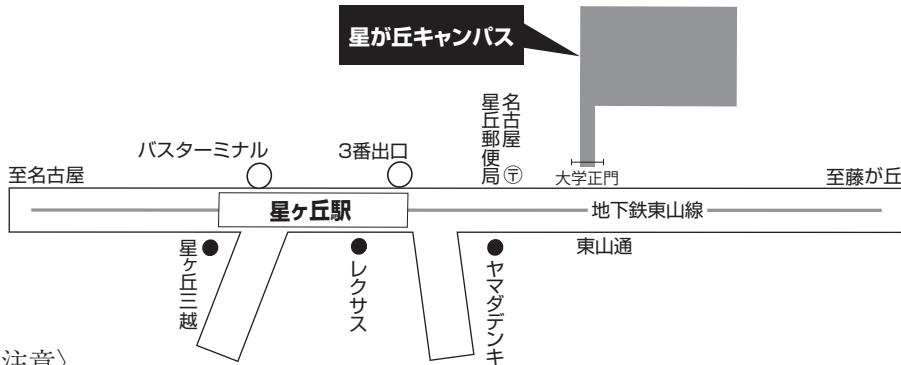 星が丘キャンパス
名古屋
星丘郵便局〒
バスターミナル
3番出口
至名古屋
大学正門
至藤が丘
星ヶ丘駅
地下鉄東山線
東山通
星ヶ丘三越
レクサス
ヤマダデンキ
注意〉